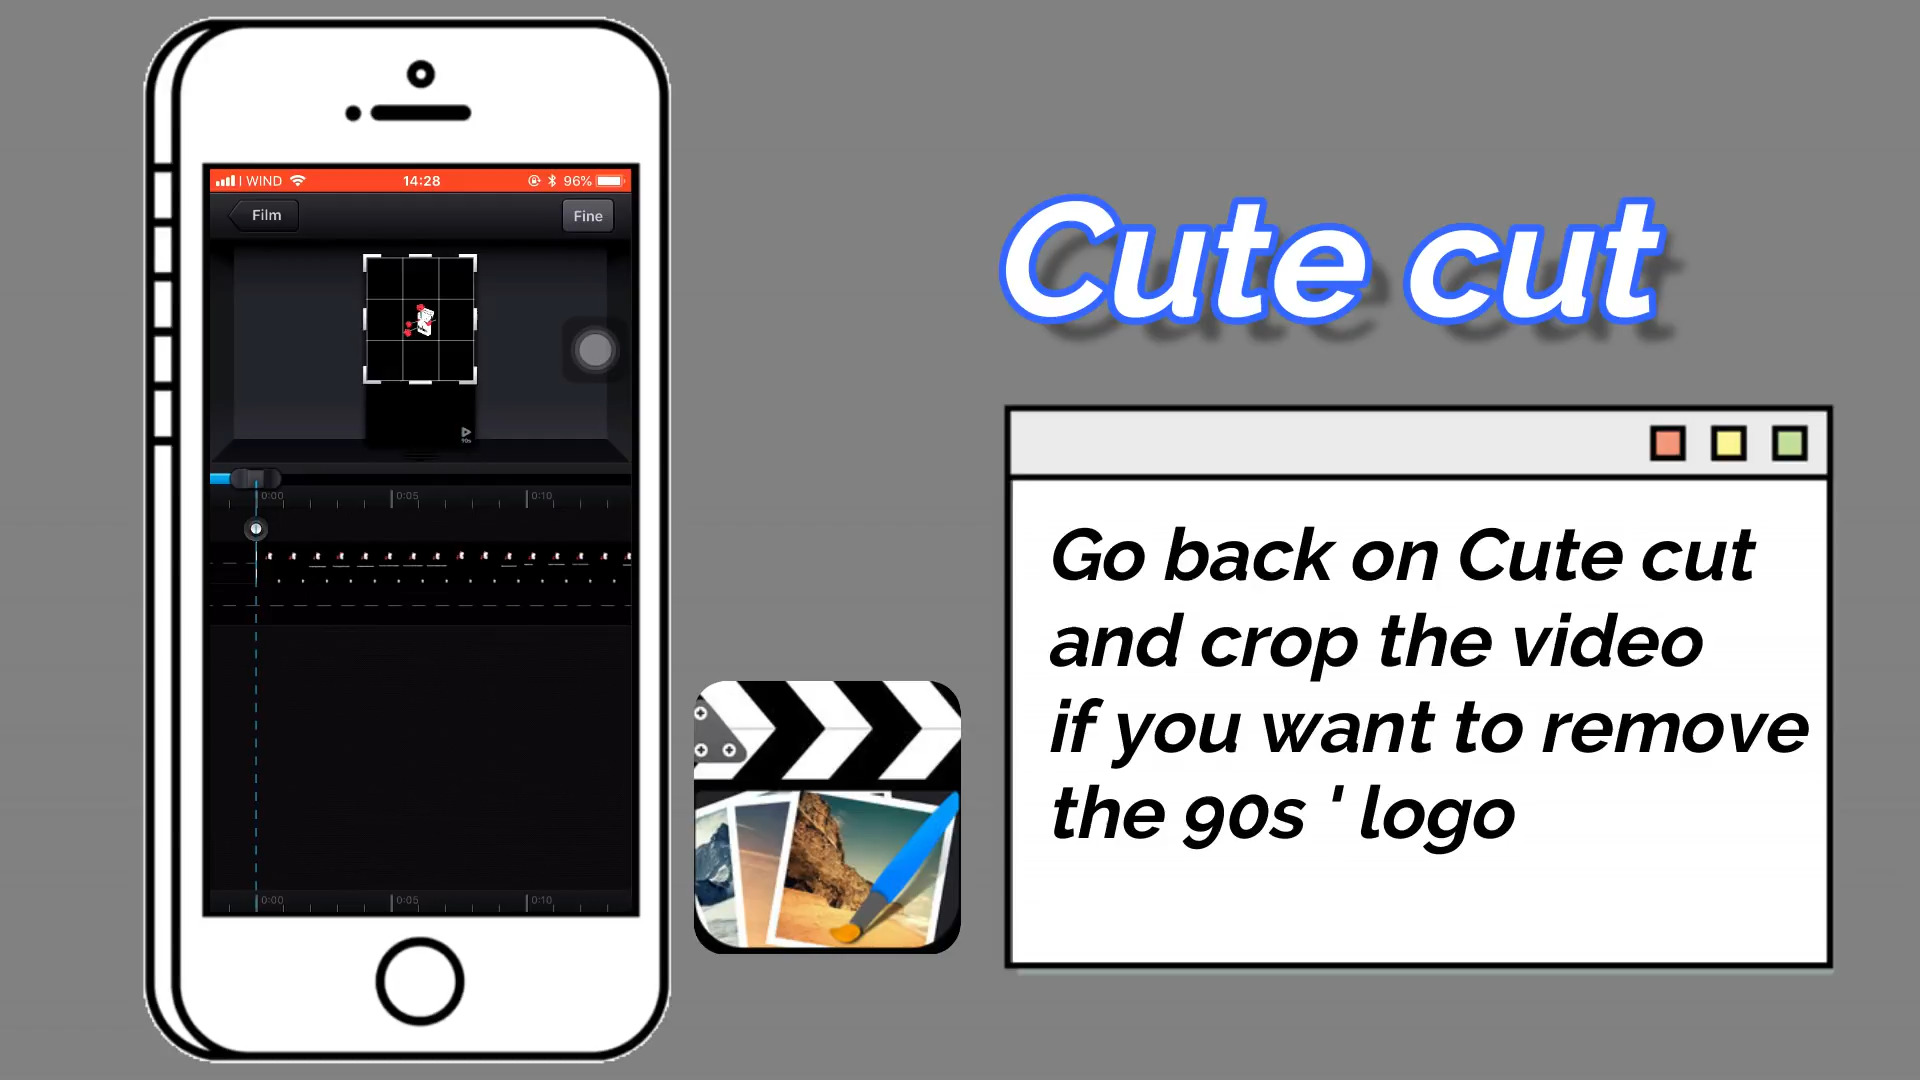 I WIND
14:28
96%
Film
Fine
90s
0:00
0:05
0:10
0:00
0:05
0:10
Cute cut
Go back on Cute cut
and crop the video
if you want to remove
the 90s ' logo